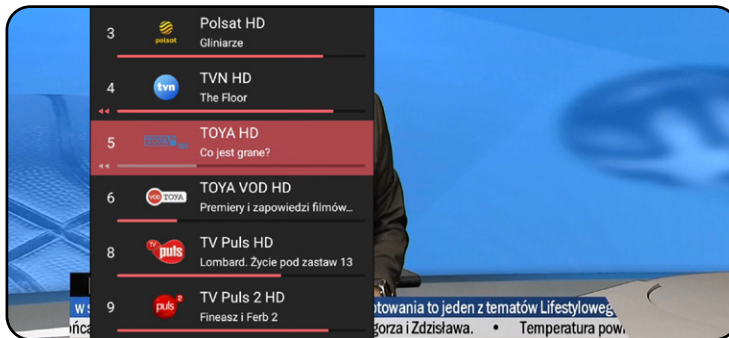 3
polsat
Polsat HD
Gliniarze
4
tvn
TVN HD
The Floor
5
TOYA HD
Co jest grane?
6
VOD TOYA
TOYA VOD HD
Premiery i zapowiedzi filmów...
8
TV puls
TV Puls HD
Lombard. Życie pod zastaw 13
9
puls 2
TV Puls 2 HD
Fineasz i Ferb 2
w
otowania to jeden z tematów Lifestyloweg
ońca
gorza i Zdzisława. • Temperatura powi